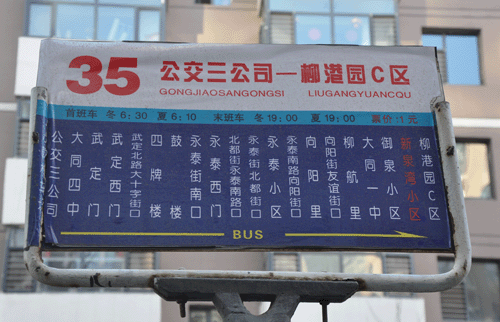 35 公交三公司—柳港园C区
GONGJIAOSANGONGSI LIUGANGYUANCQU
首班车 冬6:30 夏6:10 末班车 冬19:00 夏19:00 票价:1元
公交三公司
大同四中
武定门
武定西门
武定北路大十字街口
四牌楼
鼓楼
永泰街南口
永泰西门
北都街永泰南路口
永泰街北都街口
永泰小区
永泰南路向阳街口
向阳里
向阳街友谊街口
柳航里
大同一中
御泉小区
新泉湾小区
柳港园C区
BUS